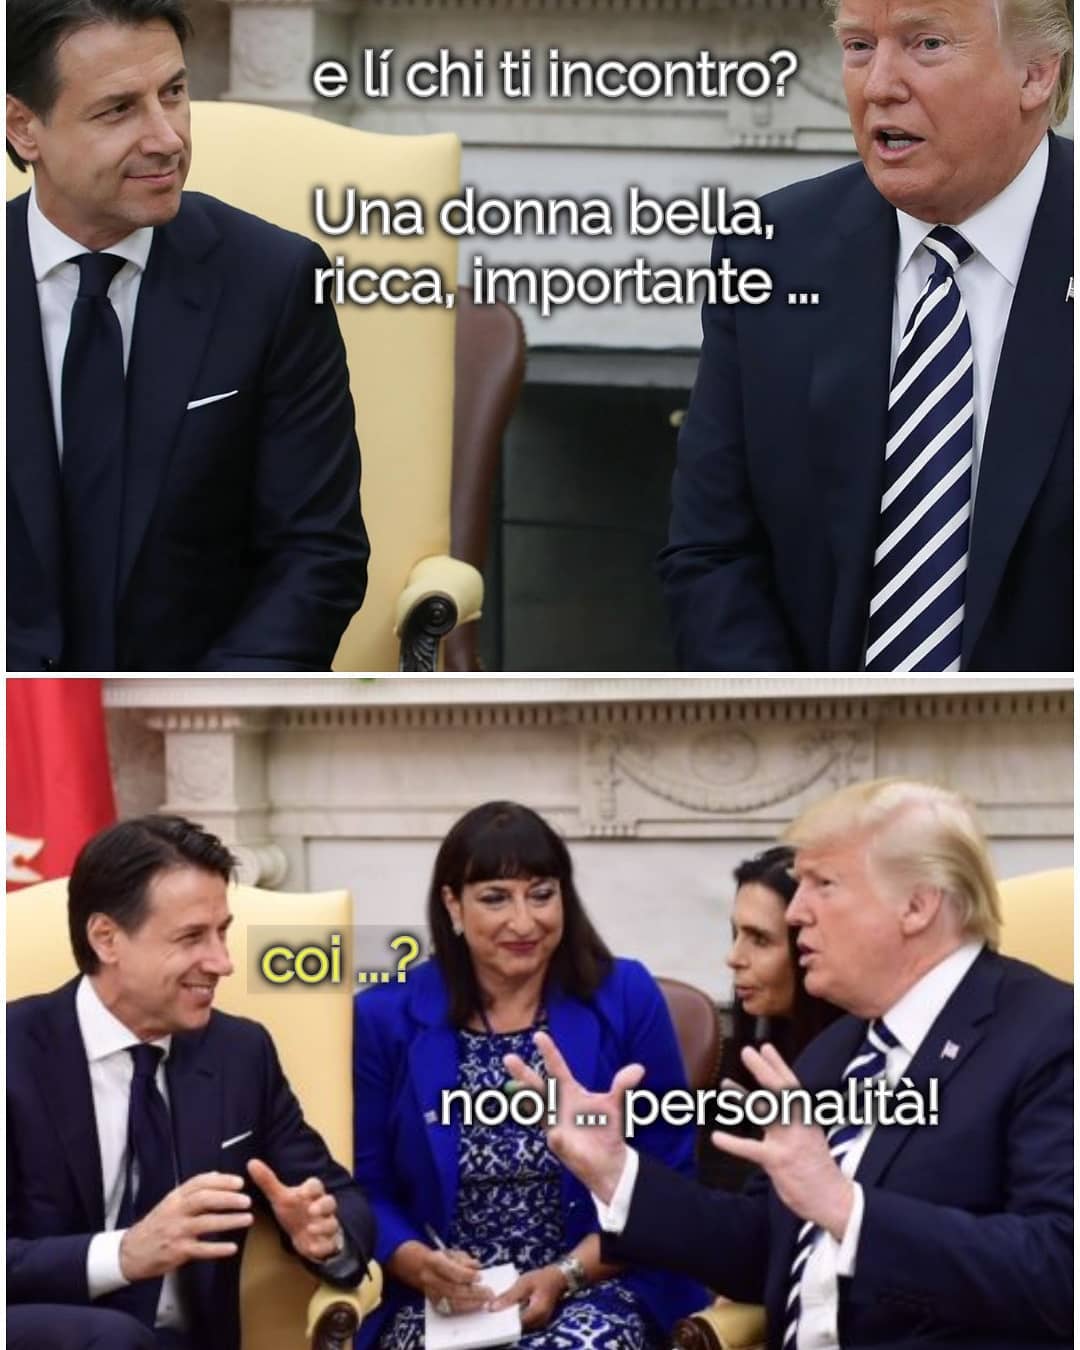 e lí chi ti incontro?
Una donna bella,
ricca, importante ...
coi ...?
noo! ... personalità!